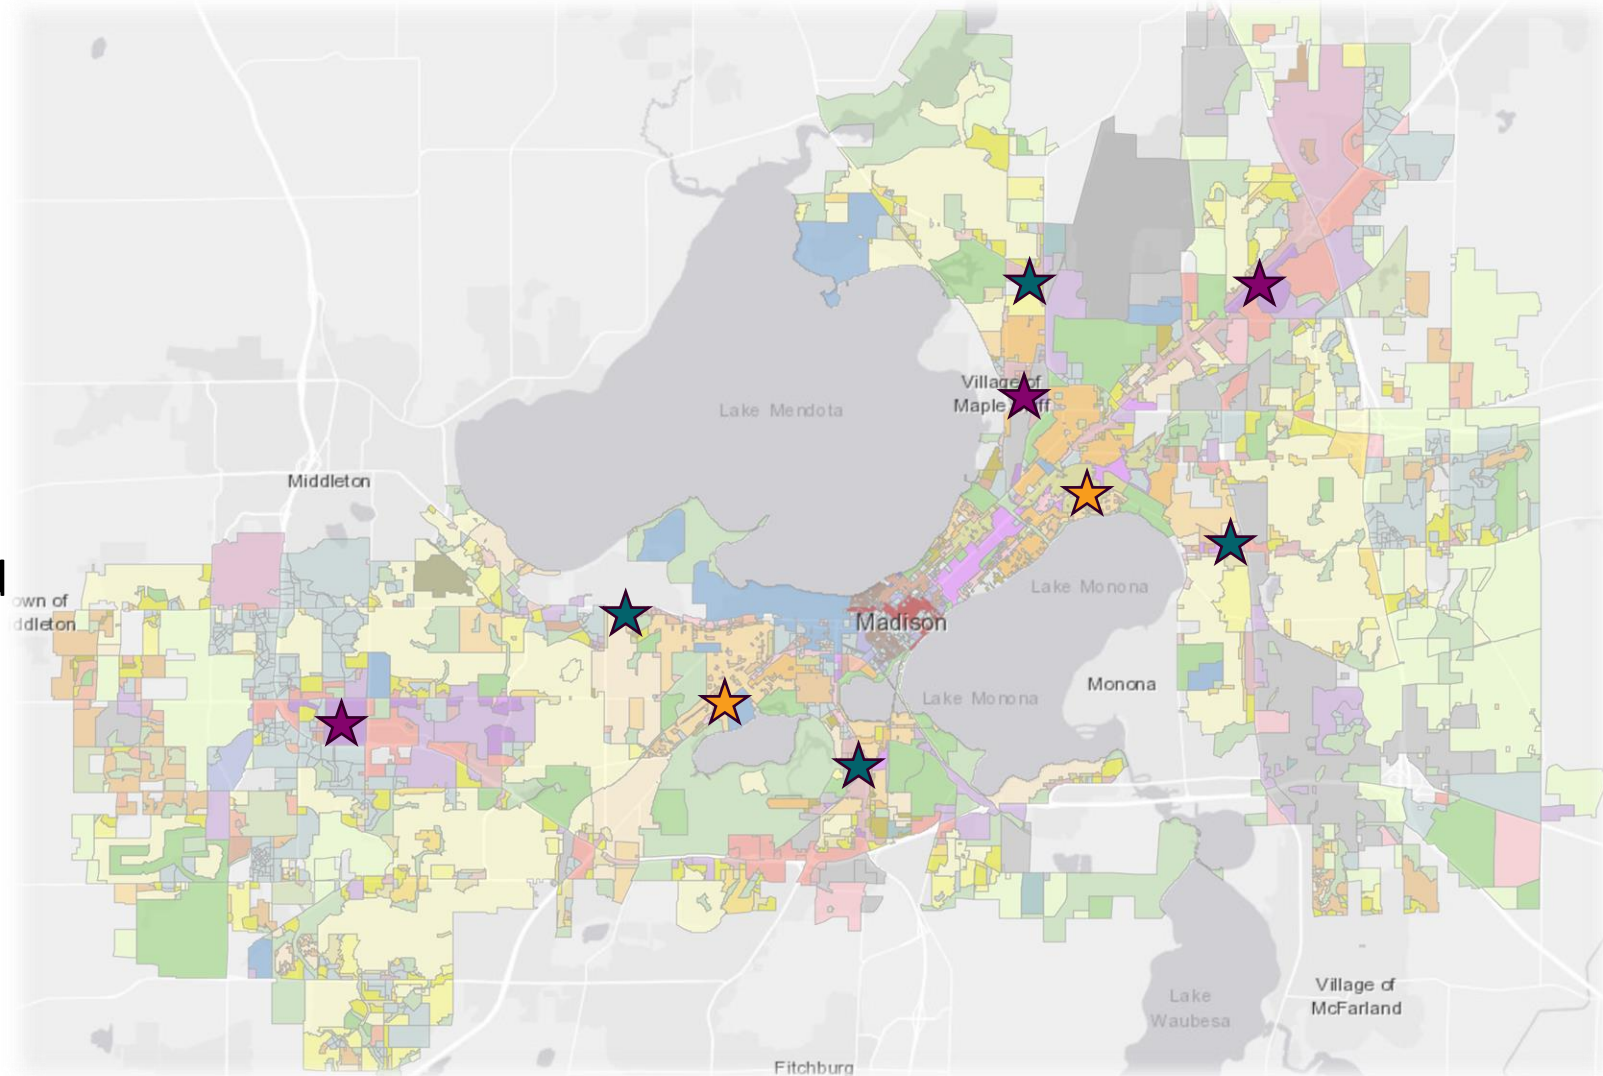 Village of
Maple
Lake Mendota
Middleton
own of
ddleton
Lake Monona
Madison
Monona
Lake Monona
Village of
McFarland
Lake
Waubesa
Fitchburg